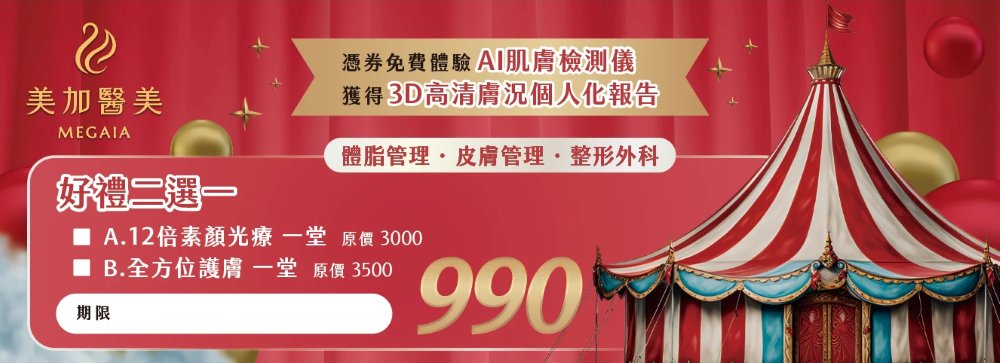 美加醫美
MEGAIA
憑券免費體驗 AI肌膚檢測儀
獲得 3D高清膚況個人化報告
體脂管理・皮膚管理・整形外科
好禮二選一
A.12倍素顏光療 一堂 原價 3000
B.全方位護膚 一堂 原價 3500
990
期限